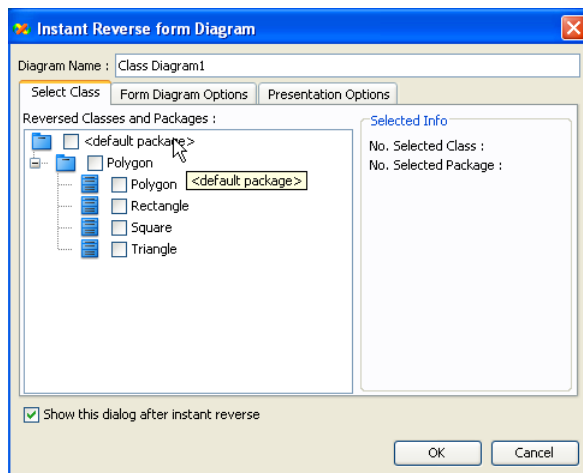 Instant Reverse form Diagram
Diagram Name : Class Diagram1
Select Class Form Diagram Options Presentation Options
Reversed Classes and Packages :
<default package>
Polygon
Polygon
<default package>
Rectangle
Square
Triangle
Selected Info
No. Selected Class :
No. Selected Package :
Show this dialog after instant reverse
OK Cancel